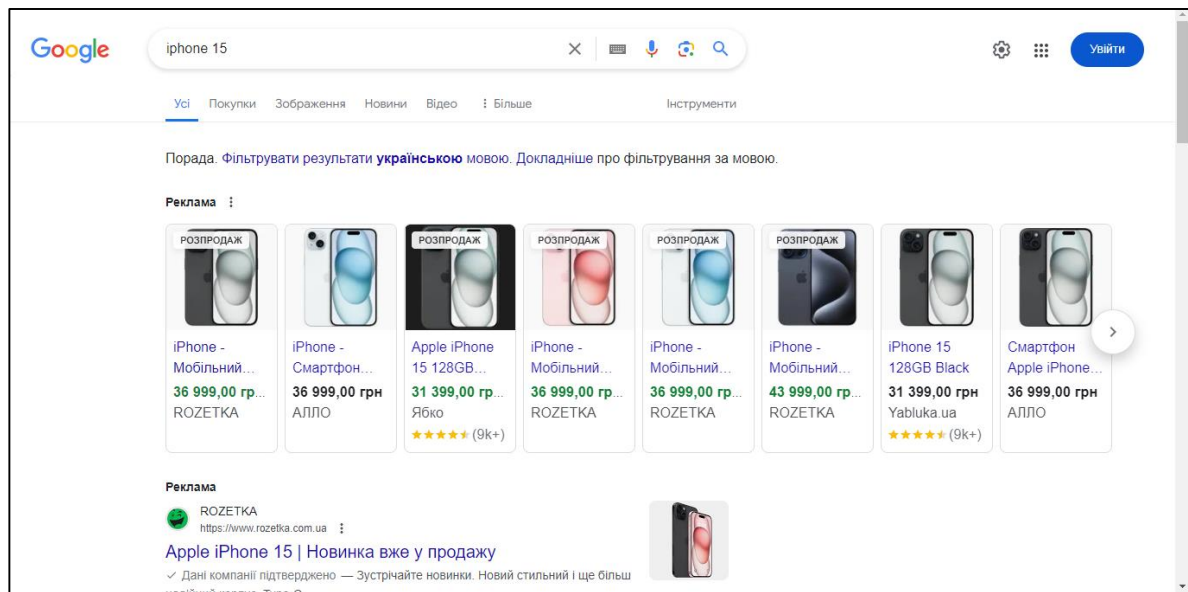 Google
iphone 15
Увійти
Усі Покупки Зображення Новини Відео Більше Інструменти
Порада. Фільтрувати результати українською мовою. Докладніше про фільтрування за мовою.
Реклама
РОЗПРОДАЖ
iPhone -
Мобільний...
36 999,00 гр...
ROZETKA
iPhone -
Смартфон...
36 999,00 грн
АЛЛО
РОЗПРОДАЖ
Apple iPhone
15 128GB...
31 399,00 гр...
Ябко
(9k+)
РОЗПРОДАЖ
iPhone -
Мобільний...
36 999,00 гр...
ROZETKA
РОЗПРОДАЖ
iPhone -
Мобільний...
36 999,00 гр...
ROZETKA
РОЗПРОДАЖ
iPhone -
Мобільний...
43 999,00 гр...
ROZETKA
iPhone 15
128GB Black
31 399,00 грн
Yabluka.ua
(9k+)
Смартфон
Apple iPhone...
36 999,00 грн
АЛЛО
Реклама
ROZETKA
https://www.rozetka.com.ua
Apple iPhone 15 | Новинка вже у продажу
Дані компанії підтверджено — Зустрічайте новинки. Новий стильний і ще більш